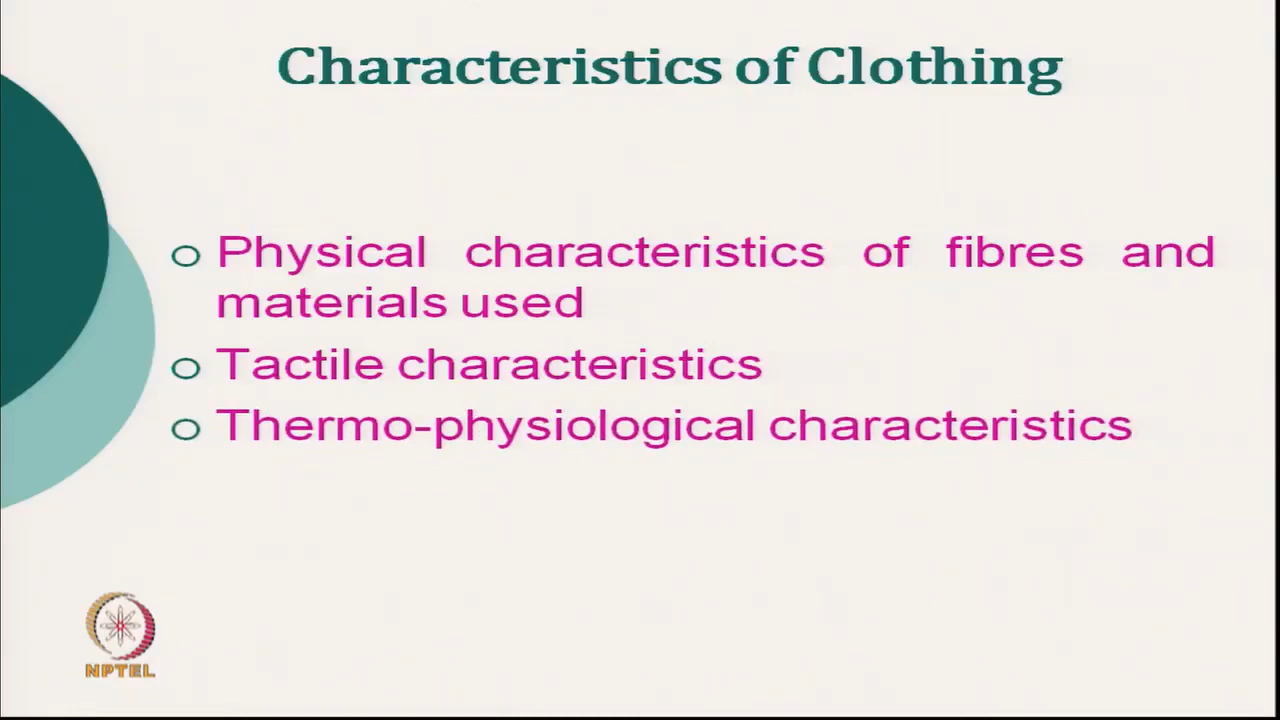 Characteristics of Clothing
Physical characteristics of fibres and
materials used
Tactile characteristics
Thermo-physiological characteristics
NPTEL